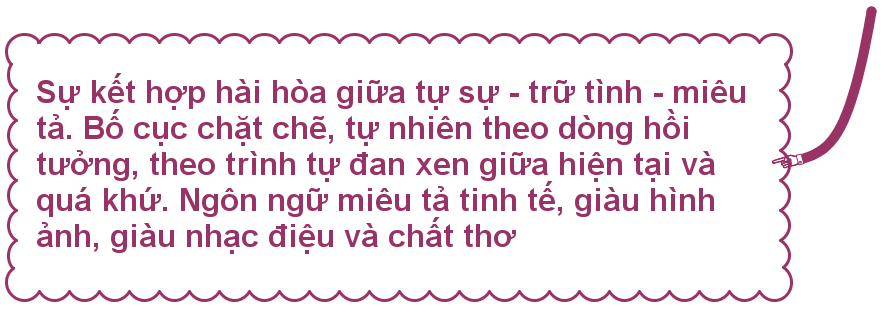 Sự kết hợp hài hòa giữa tự sự - trữ tình - miêu
tả. Bố cục chặt chẽ, tự nhiên theo dòng hồi
tưởng, theo trình tự đan xen giữa hiện tại và
quá khứ. Ngôn ngữ miêu tả tinh tế, giàu hình
ảnh, giàu nhạc điệu và chất thơ